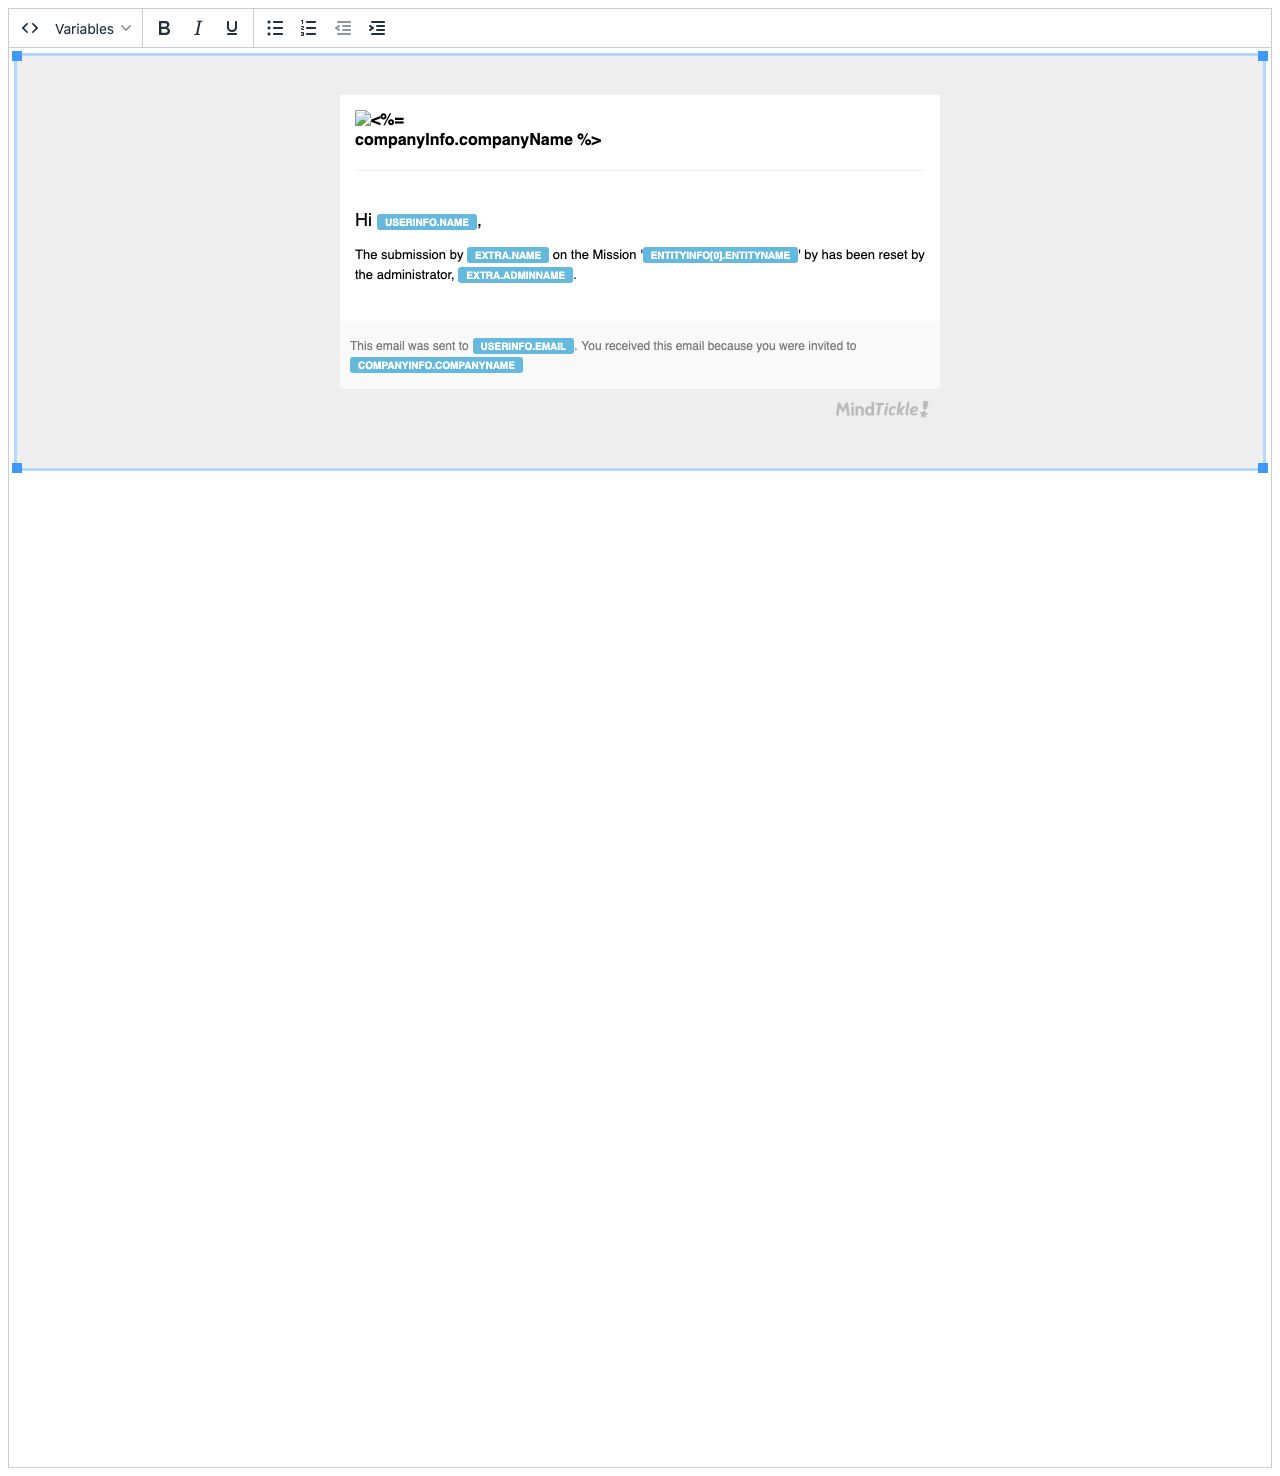 Variables
<%=
companyInfo.companyName %>
Hi USERINFO.NAME,
The submission by EXTRA.NAME on the Mission 'ENTITYINFO[0].ENTITYNAME' by has been reset by
the administrator, EXTRA.ADMINNAME.
This email was sent to USERINFO.EMAIL. You received this email because you were invited to
COMPANYINFO.COMPANYNAME
MindTickle!